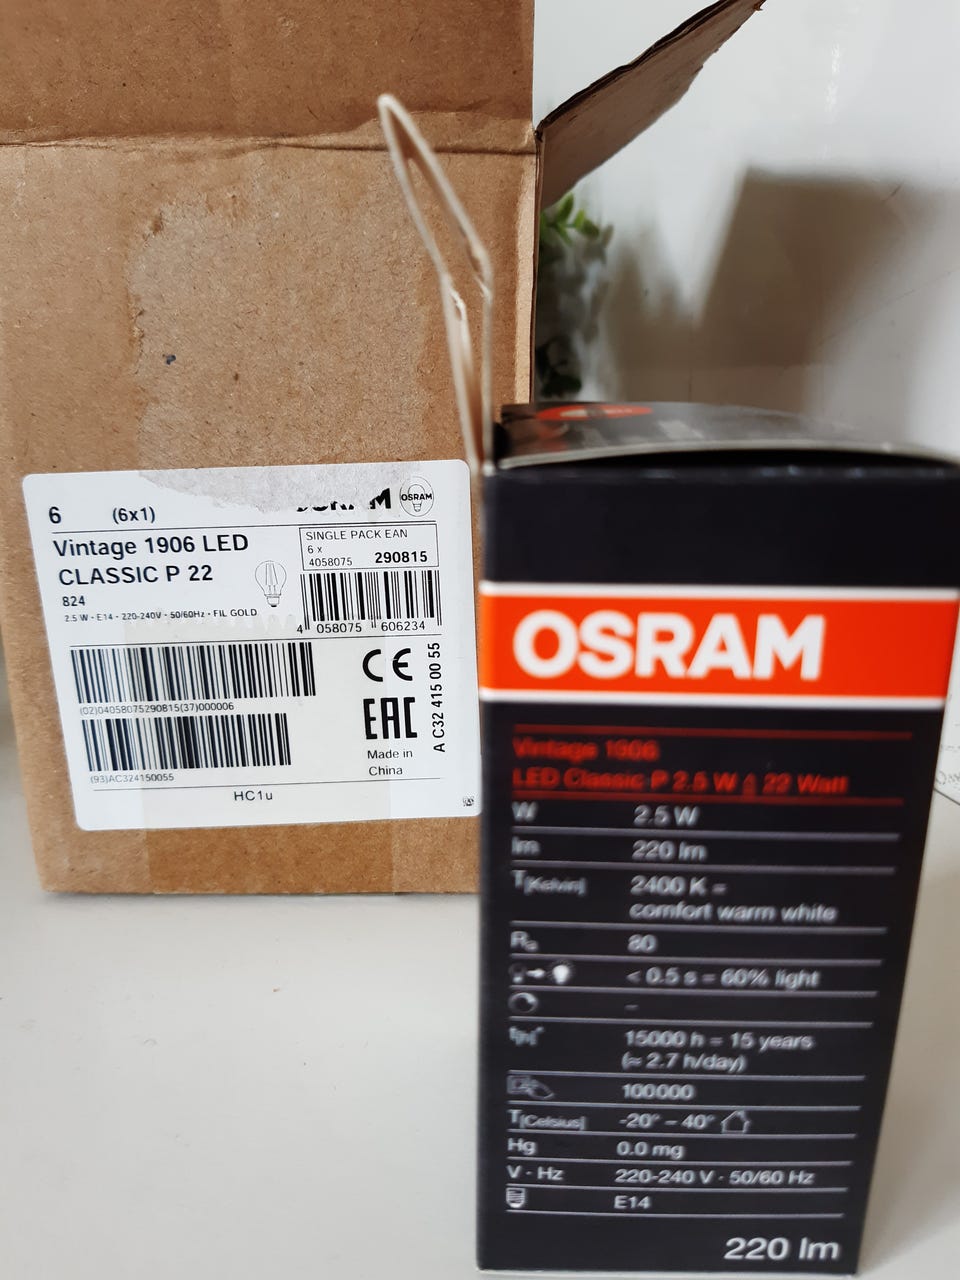 6 (6x1)
OSRAM
Vintage 1906 LED
CLASSIC P 22
824
2.5 W - E14 - 220-240V - 50/60Hz - FIL GOLD
SINGLE PACK EAN
6 x
4058075 290815
4 058075 606234
(02)04058075290815(37)000006
(93)AC324150055
CE
EAC
A C32 415 00 55
Made in
China
HC1u
OSRAM
Vintage 1906
LED Classic P 2.5 W ≙ 22 Watt
W 2.5 W
lm 220 lm
T[Kelvin] 2400 K =
comfort warm white
Ra 80
< 0.5 s = 60% light
–
t[h]* 15000 h = 15 years
(≈ 2.7 h/day)
100000
T[Celsius] -20° – 40°
Hg 0.0 mg
V · Hz 220-240 V · 50/60 Hz
E14
220 lm